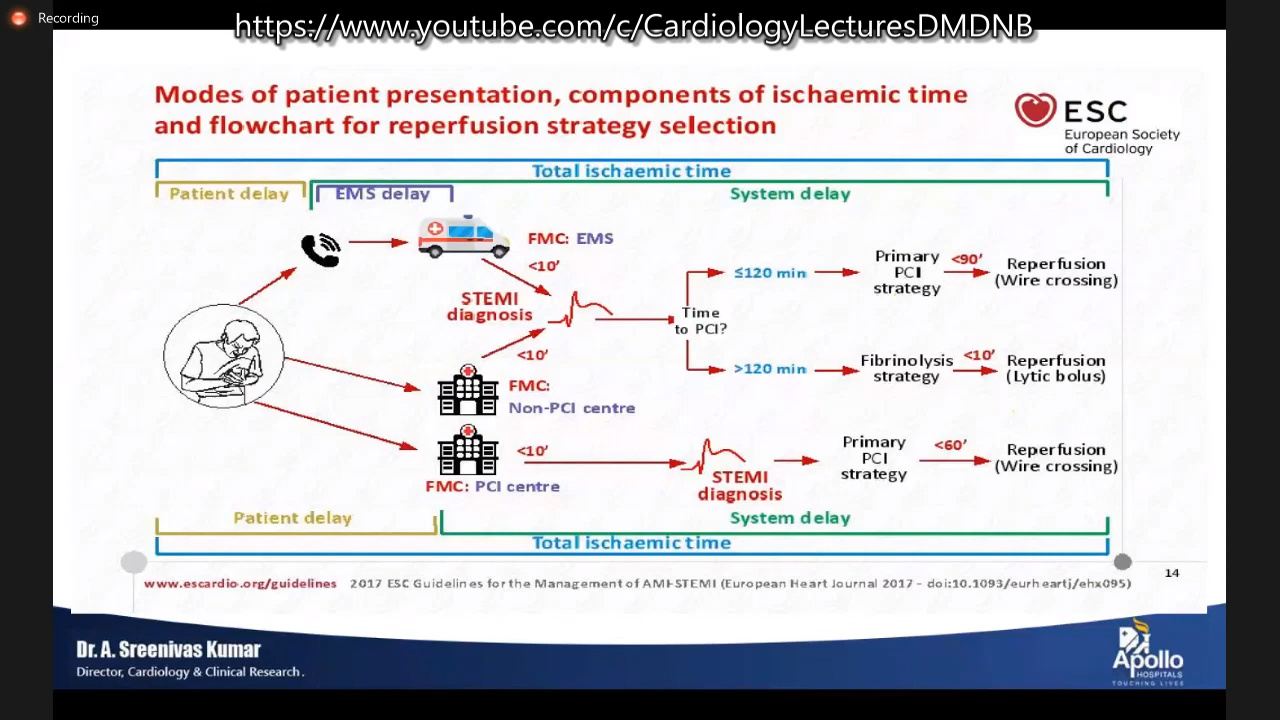 Recording
https://www.youtube.com/c/CardiologyLecturesDMDNB
Modes of patient presentation, components of ischaemic time
and flowchart for reperfusion strategy selection
ESC
European Society
of Cardiology
Total ischaemic time
Patient delay
EMS delay
System delay
FMC: EMS
<10'
STEMI
diagnosis
<10'
Time
to PCI?
≤120 min
Primary
PCI
strategy
<90'
Reperfusion
(Wire crossing)
>120 min
Fibrinolysis
strategy
<10'
Reperfusion
(Lytic bolus)
FMC:
Non-PCI centre
FMC: PCI centre
<10'
STEMI
diagnosis
Primary
PCI
strategy
<60'
Reperfusion
(Wire crossing)
Patient delay
System delay
Total ischaemic time
14
www.escardio.org/guidelines 2017 ESC Guidelines for the Management of AMI-STEMI (European Heart Journal 2017 - doi:10.1093/eurheartj/ehx095)
Dr. A. Sreenivas Kumar
Director, Cardiology & Clinical Research.
Apollo
HOSPITALS
TOUCHING LIVES